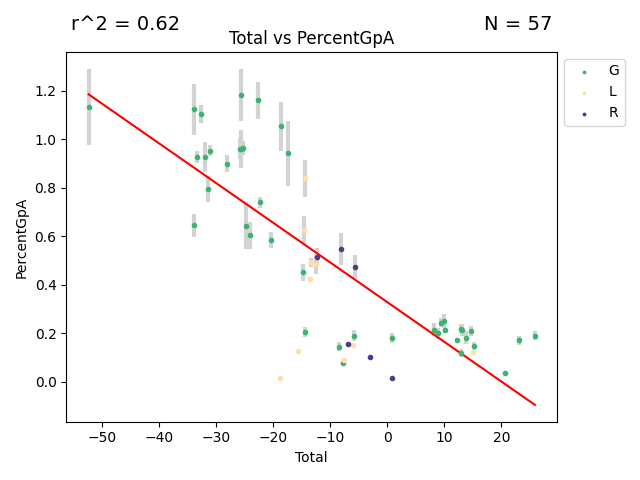 r^2 = 0.62
N = 57
Total vs PercentGpA
G
L
R
1.2
1.0
0.8
0.6
0.4
0.2
0.0
PercentGpA
−50 −40 −30 −20 −10 0 10 20
Total